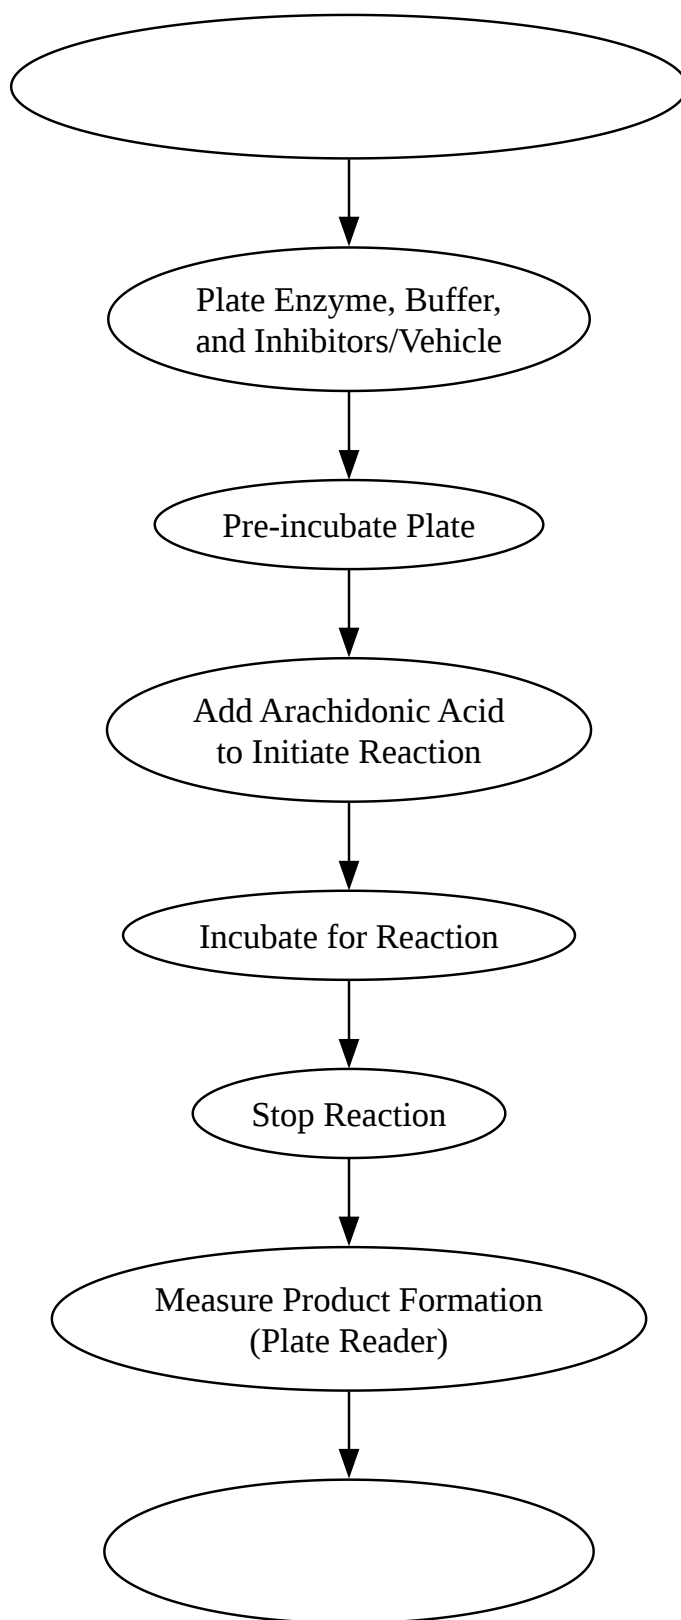 Plate Enzyme, Buffer,
and Inhibitors/Vehicle
Pre-incubate Plate
Add Arachidonic Acid
to Initiate Reaction
Incubate for Reaction
Stop Reaction
Measure Product Formation
(Plate Reader)